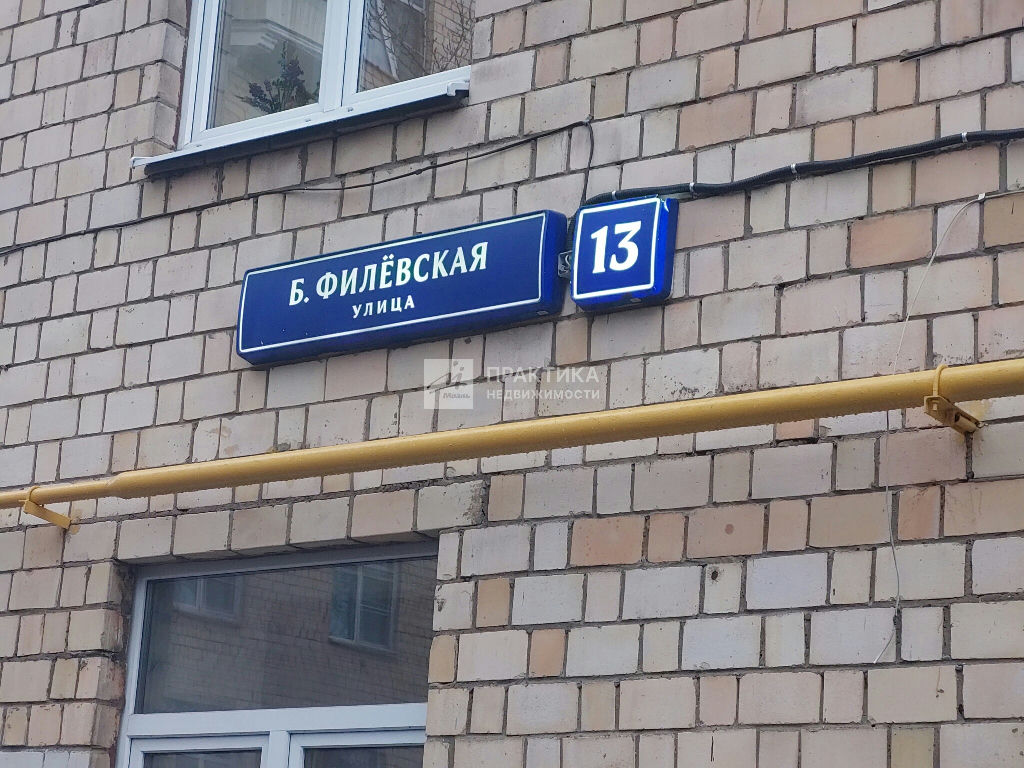 Б. ФИЛЁВСКАЯ
УЛИЦА
13
ПРАКТИКА
НЕДВИЖИМОСТИ